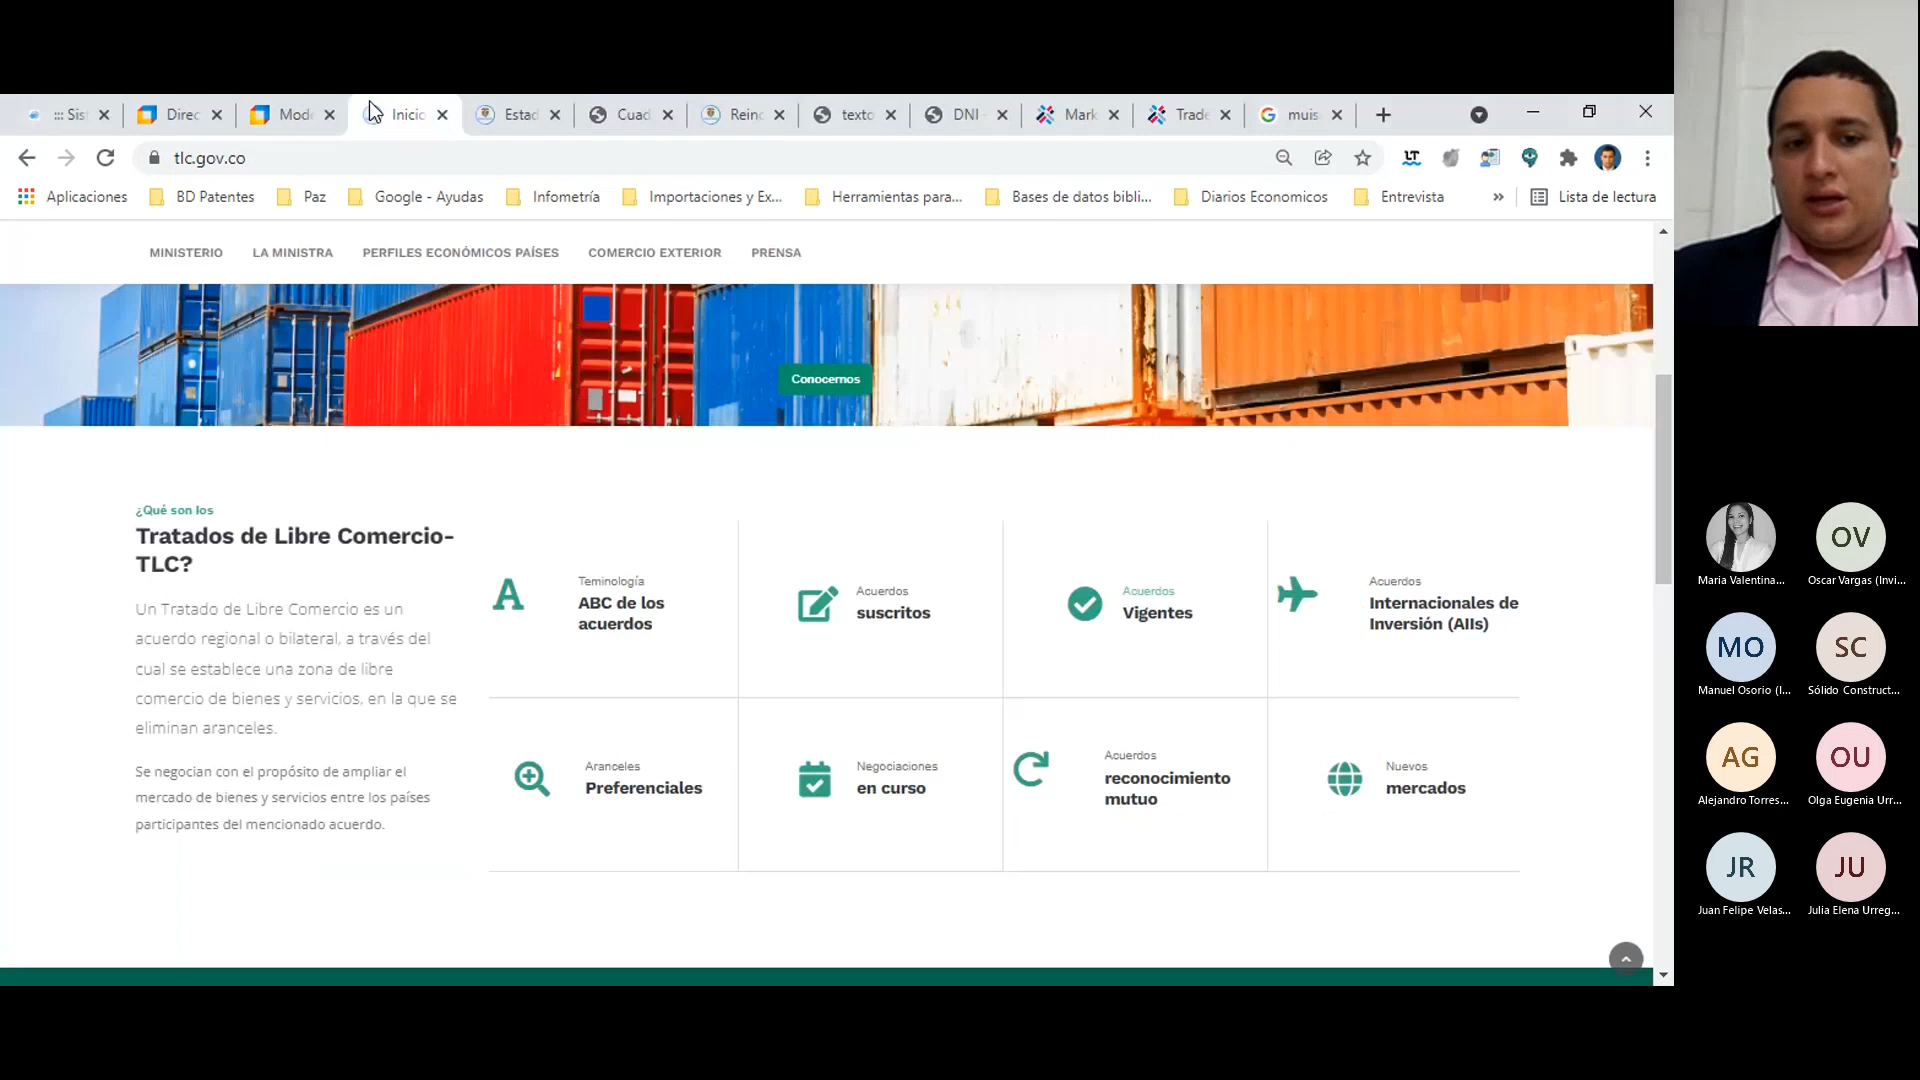 ::: Sist
Direc
Mode
Inicio
Estad
Cuad
Reino
texto
DNI -
Mark
Trade
muis
tlc.gov.co
Aplicaciones
BD Patentes
Paz
Google - Ayudas
Infometría
Importaciones y Ex...
Herramientas para...
Bases de datos bibli...
Diarios Economicos
Entrevista
»
Lista de lectura
MINISTERIO
LA MINISTRA
PERFILES ECONÓMICOS PAÍSES
COMERCIO EXTERIOR
PRENSA
Conocernos
¿Qué son los
Tratados de Libre Comercio-
TLC?
Un Tratado de Libre Comercio es un
acuerdo regional o bilateral, a través del
cual se establece una zona de libre
comercio de bienes y servicios, en la que se
eliminan aranceles.
Se negocian con el propósito de ampliar el
mercado de bienes y servicios entre los países
participantes del mencionado acuerdo.
Teminología
ABC de los
acuerdos
Acuerdos
suscritos
Acuerdos
Vigentes
Acuerdos
Internacionales de
Inversión (AIIs)
Aranceles
Preferenciales
Negociaciones
en curso
Acuerdos
reconocimiento
mutuo
Nuevos
mercados
Maria Valentina...
OV
Oscar Vargas (Invi...
MO
Manuel Osorio (I...
SC
Sólido Construct...
AG
Alejandro Torres...
OU
Olga Eugenia Urr...
JR
Juan Felipe Velas...
JU
Julia Elena Urreg...